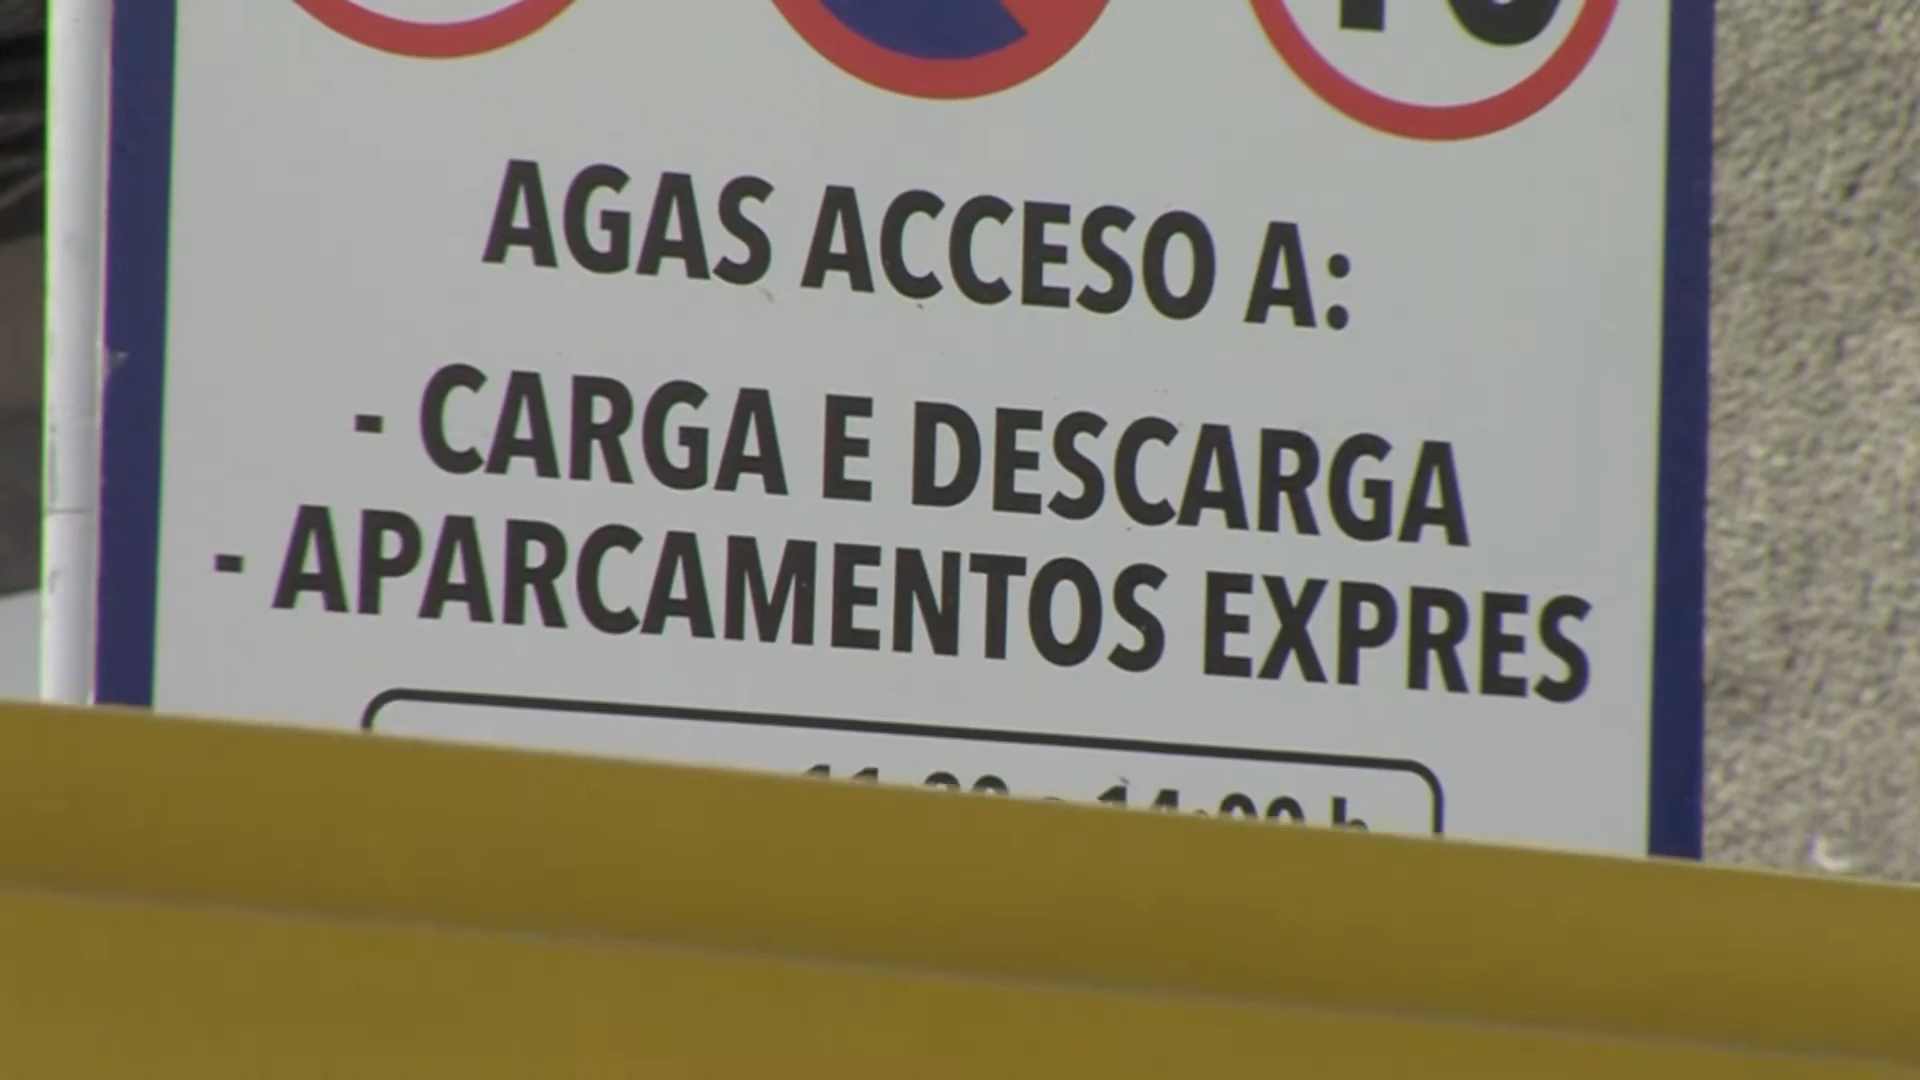 AGAS ACCESO A:
- CARGA E DESCARGA
- APARCAMENTOS EXPRES